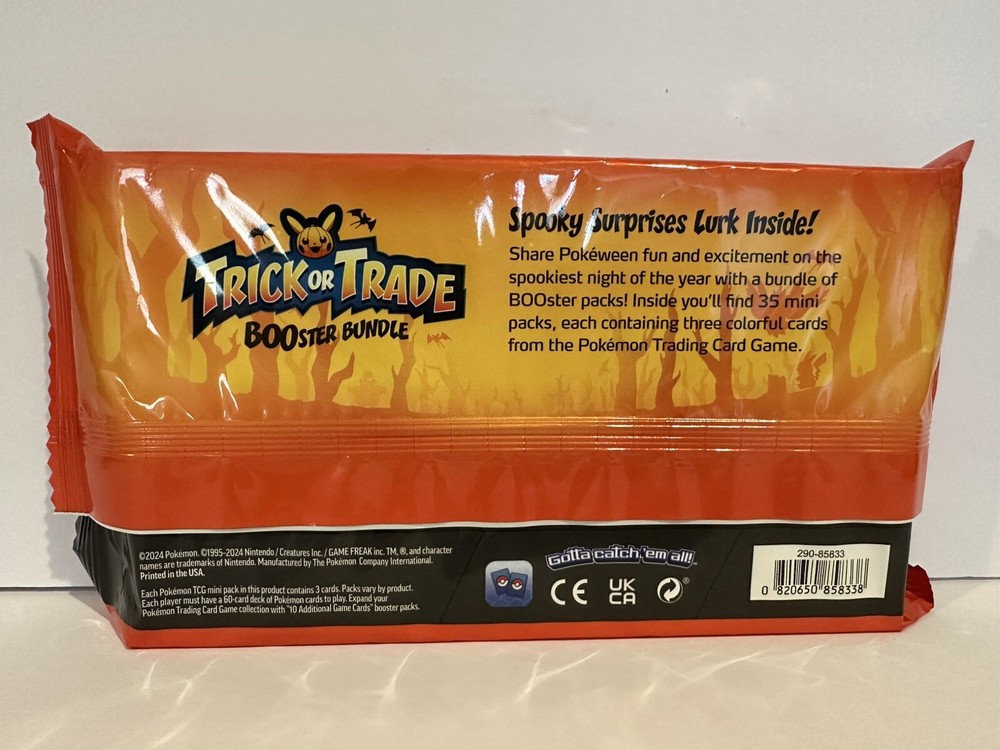 TRICK OR TRADE
BOOSTER BUNDLE
Spooky Surprises Lurk Inside!
Share Pokéween fun and excitement on the
spookiest night of the year with a bundle of
BOOster packs! Inside you'll find 35 mini
packs, each containing three colorful cards
from the Pokémon Trading Card Game.
©2024 Pokémon. ©1995–2024 Nintendo / Creatures Inc. / GAME FREAK inc. TM, ®, and character
names are trademarks of Nintendo. Manufactured by The Pokémon Company International.
Printed in the USA.
Each Pokémon TCG mini pack in this product contains 3 cards. Packs vary by product.
Each player must have a 60-card deck of Pokémon cards to play. Expand your
Pokémon Trading Card Game collection with "10 Additional Game Cards" booster packs.
Gotta catch 'em all!™
CE UK
CA ®
290-85833
0 820650 858338